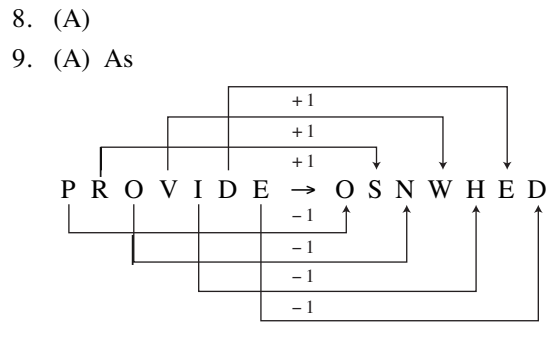 8. (A)
9. (A) As
+ 1
+ 1
+ 1
P R O V I D E → O S N W H E D
– 1
– 1
– 1
– 1